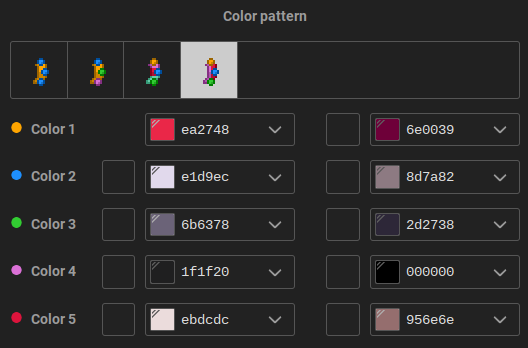 Color pattern
Color 1 ea2748 6e0039
Color 2 e1d9ec 8d7a82
Color 3 6b6378 2d2738
Color 4 1f1f20 000000
Color 5 ebdcdc 956e6e